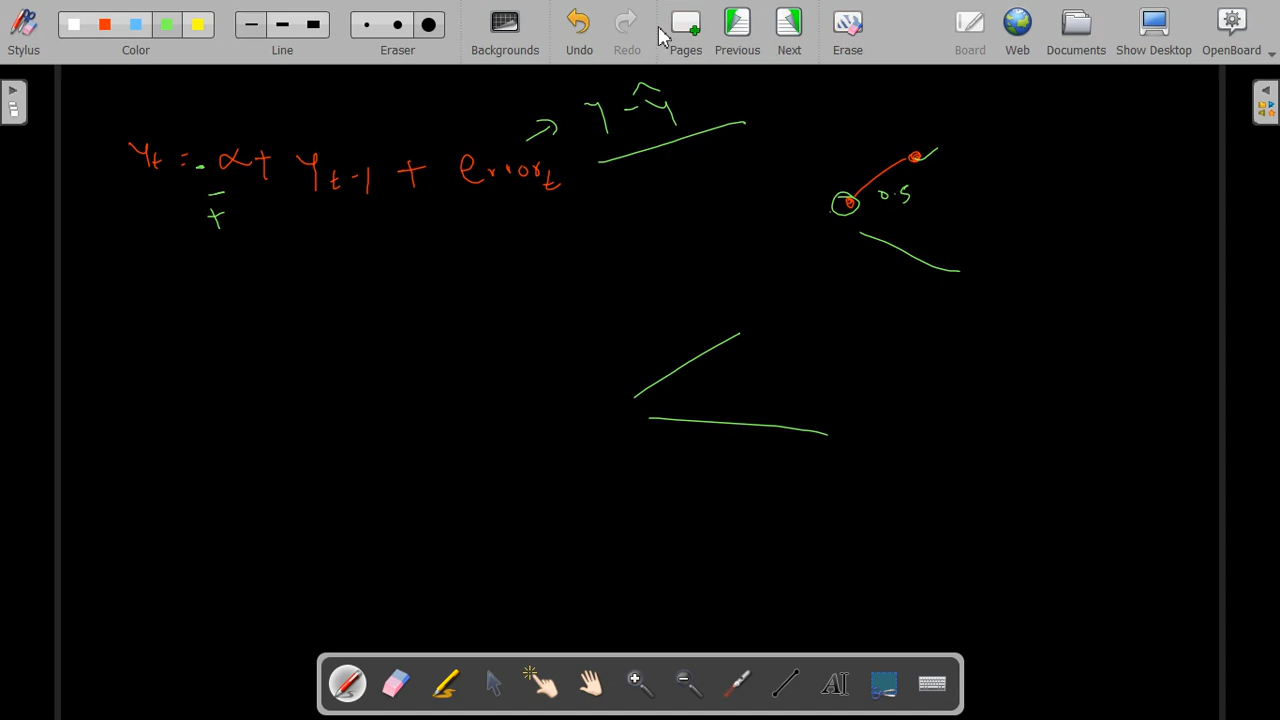 Stylus Color Line Eraser Backgrounds Undo Redo Pages Previous Next Erase Board Web Documents Show Desktop OpenBoard
→ y - ŷ
Yt = α + Yt-1 + Errort
-
+
0.5
AI